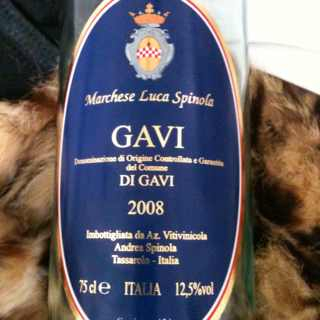 Marchese Luca Spinola
GAVI
Denominazione di Origine Controllata e Garantita
del Comune
DI GAVI
2008
Imbottigliata da Az. Vitivinicola
Andrea Spinola
Tassarolo - Italia
75 cl e ITALIA 12,5%vol